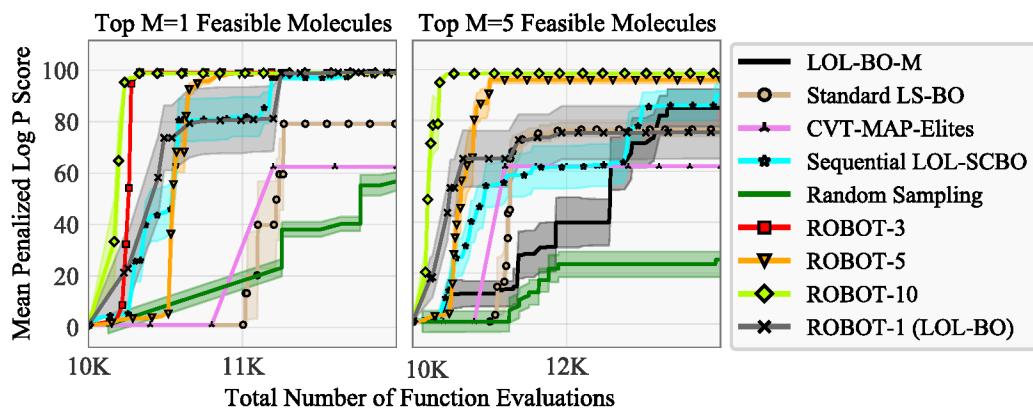 Top M=1 Feasible Molecules Top M=5 Feasible Molecules
Mean Penalized Log P Score
100
80
60
40
20
0
10K 11K 10K 12K
Total Number of Function Evaluations
LOL-BO-M
Standard LS-BO
CVT-MAP-Elites
Sequential LOL-SCBO
Random Sampling
ROBOT-3
ROBOT-5
ROBOT-10
ROBOT-1 (LOL-BO)